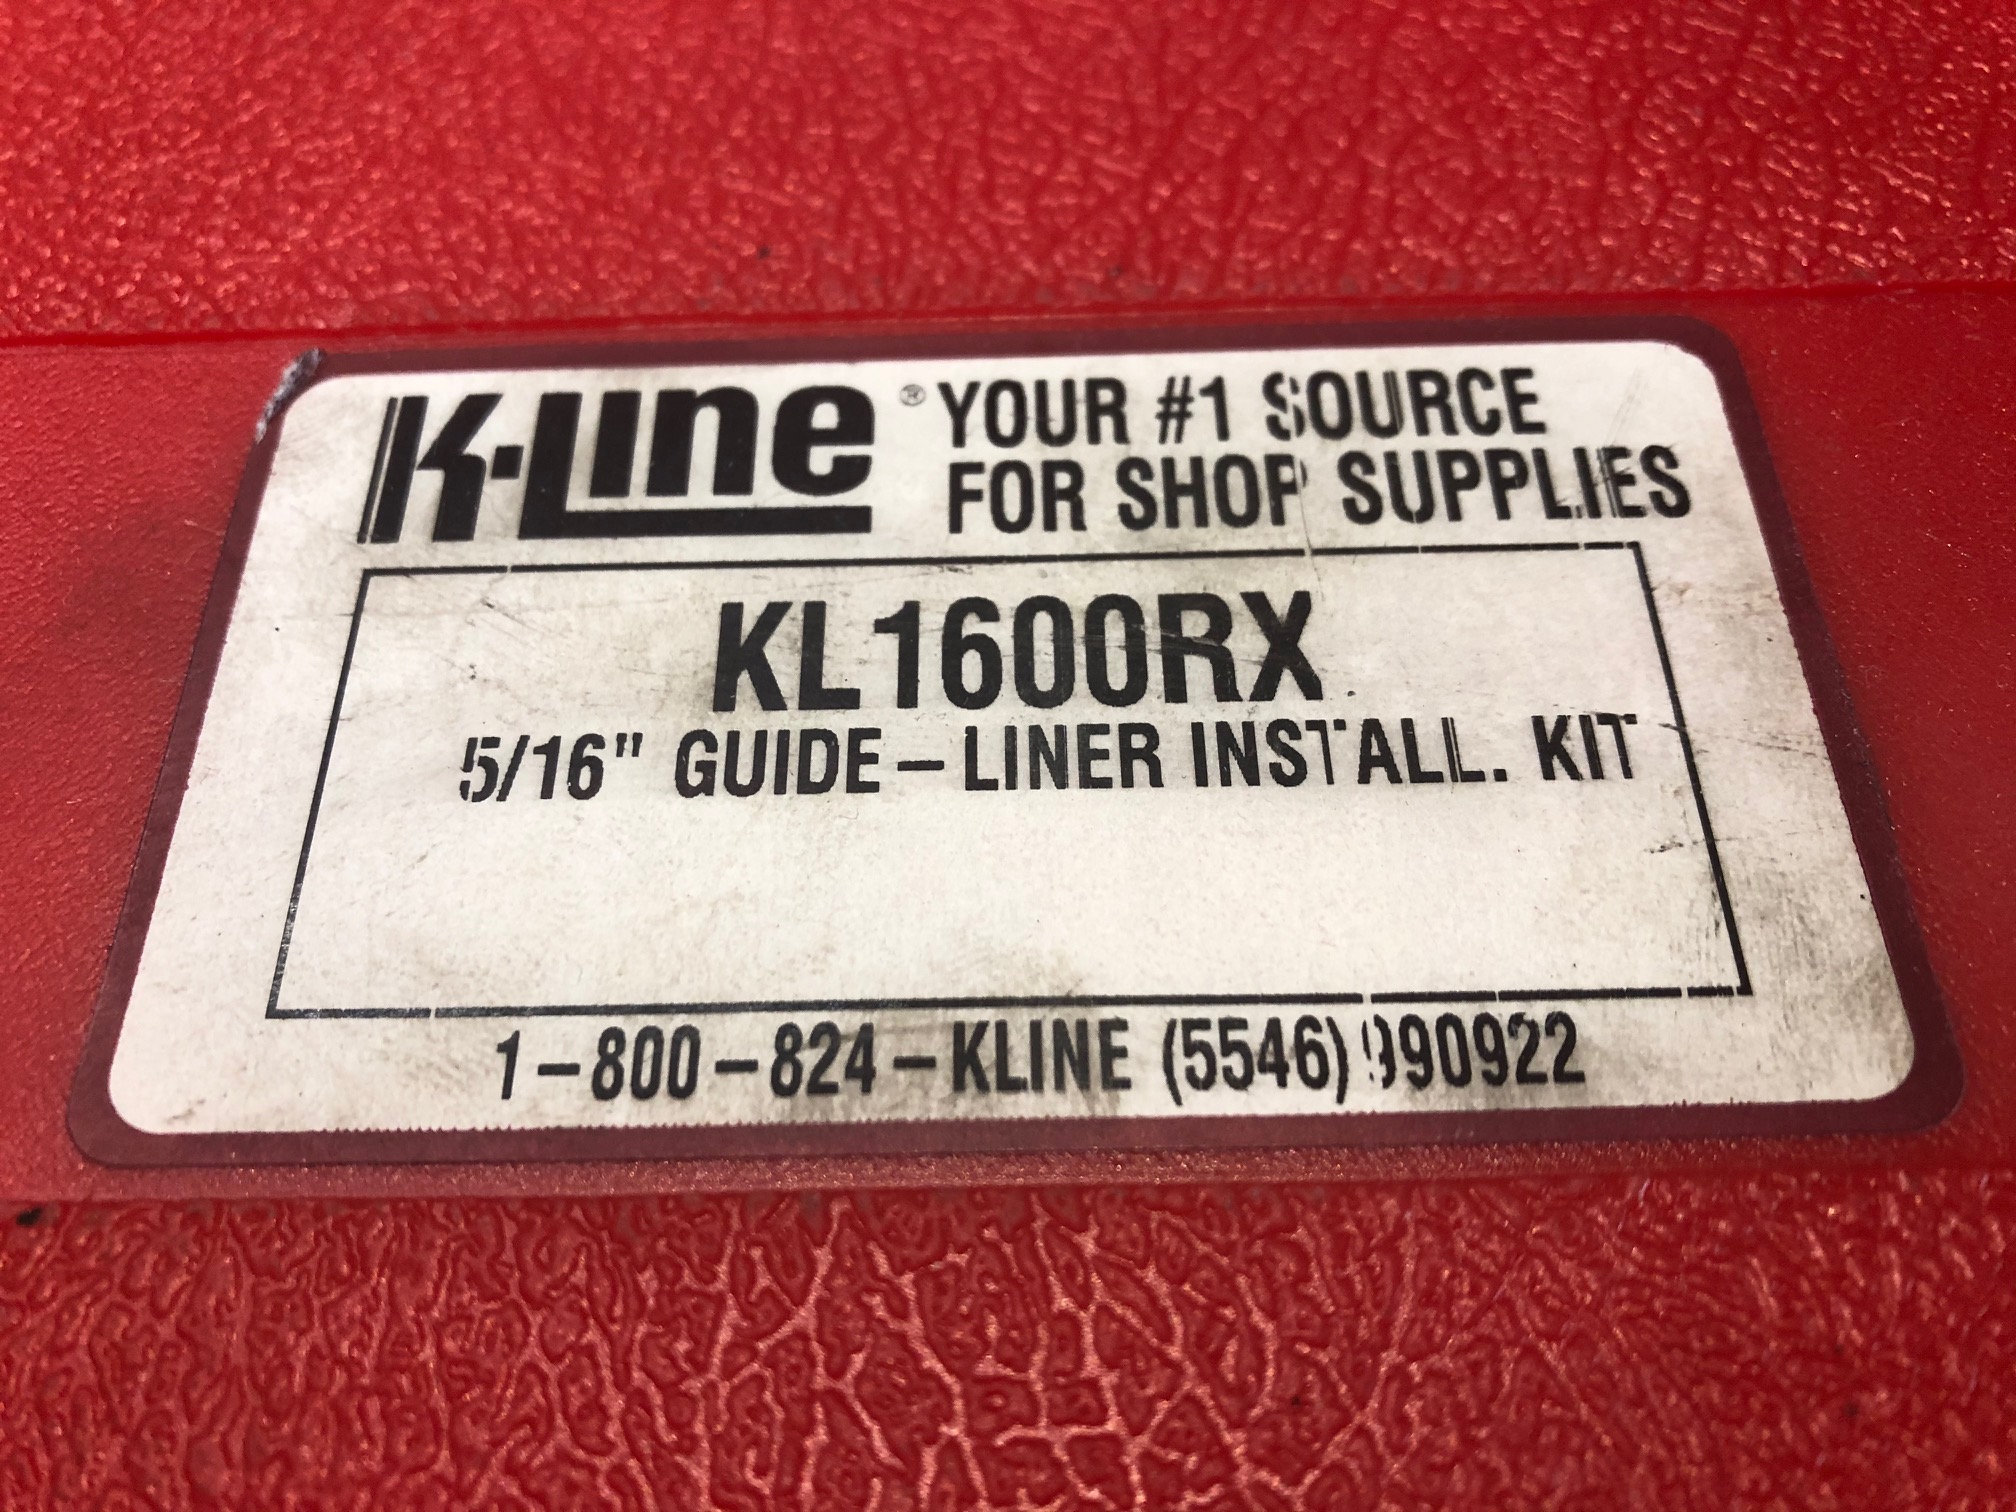 K-Line® YOUR #1 SOURCE
FOR SHOP SUPPLIES
KL1600RX
5/16" GUIDE-LINER INSTALL. KIT
1-800-824-KLINE (5546) 990922